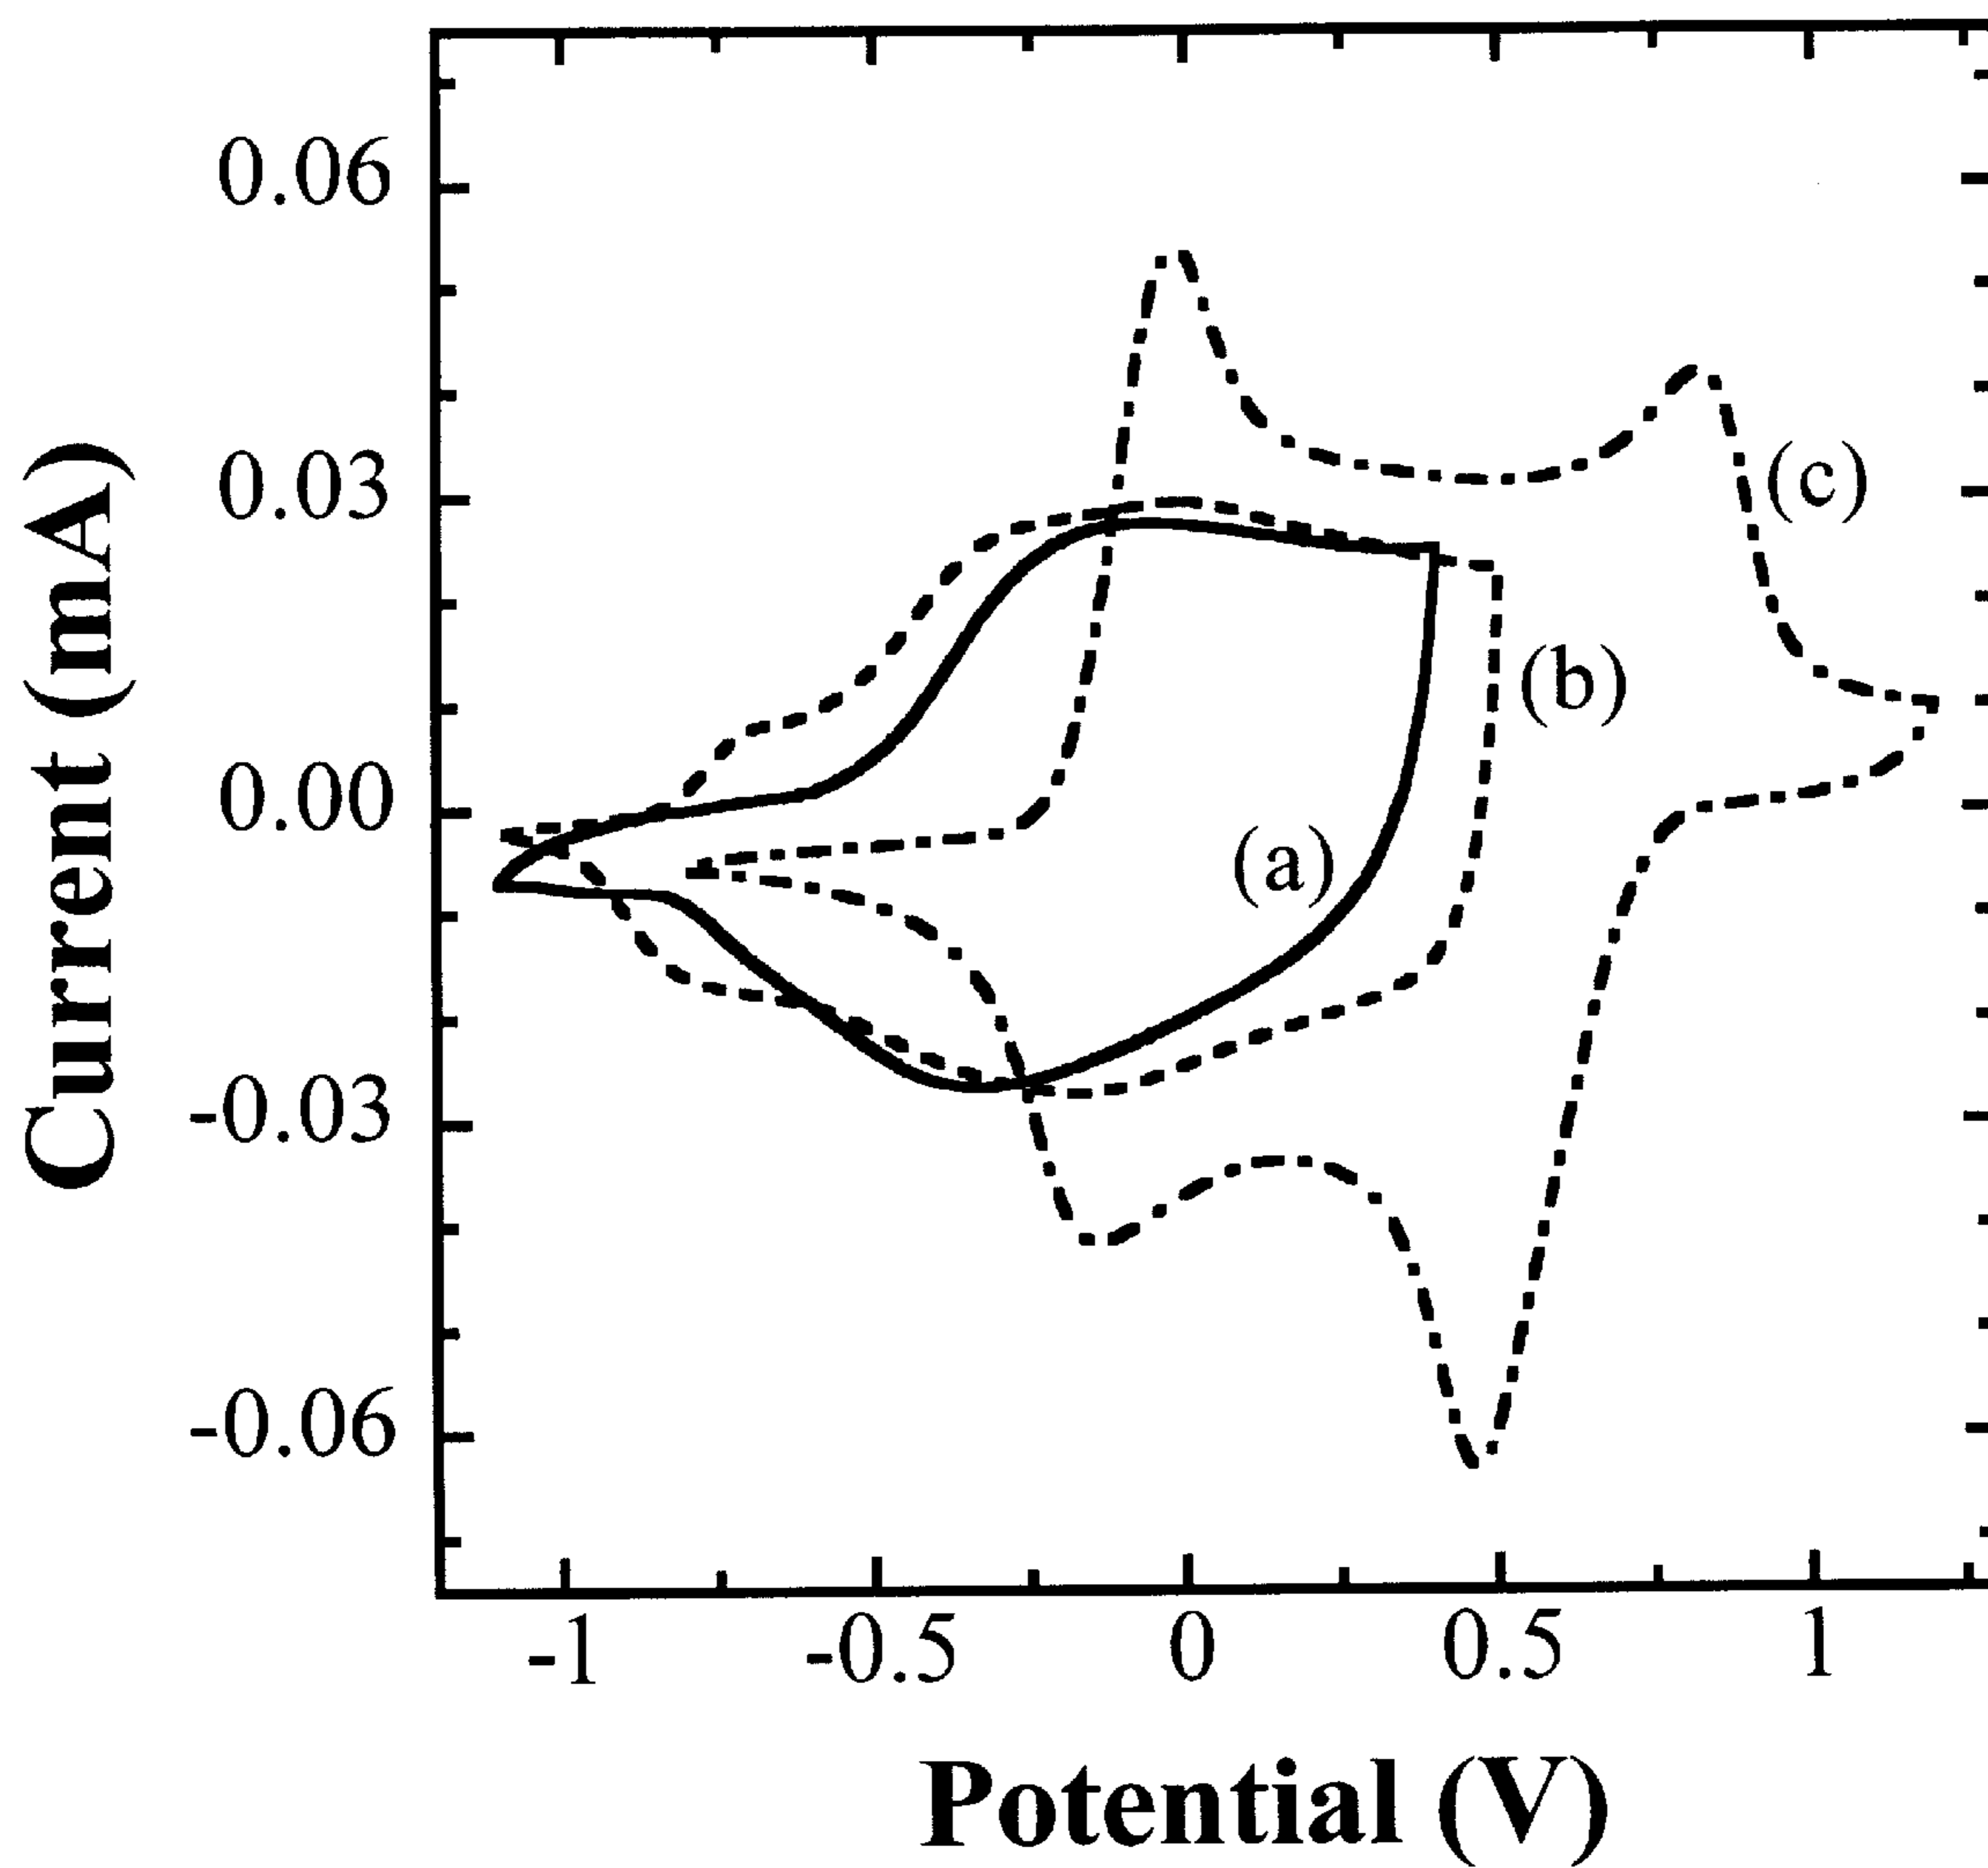 Current (mA)
0.06
0.03
0.00
-0.03
-0.06
(c)
(b)
(a)
-1 -0.5 0 0.5 1
Potential (V)